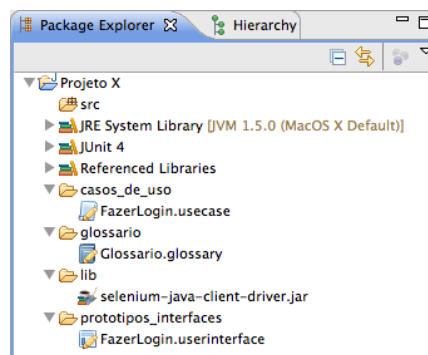 Package Explorer Hierarchy
Projeto X
src
JRE System Library [JVM 1.5.0 (MacOS X Default)]
JUnit 4
Referenced Libraries
casos_de_uso
FazerLogin.usecase
glossario
Glossario.glossary
lib
selenium-java-client-driver.jar
prototipos_interfaces
FazerLogin.userinterface